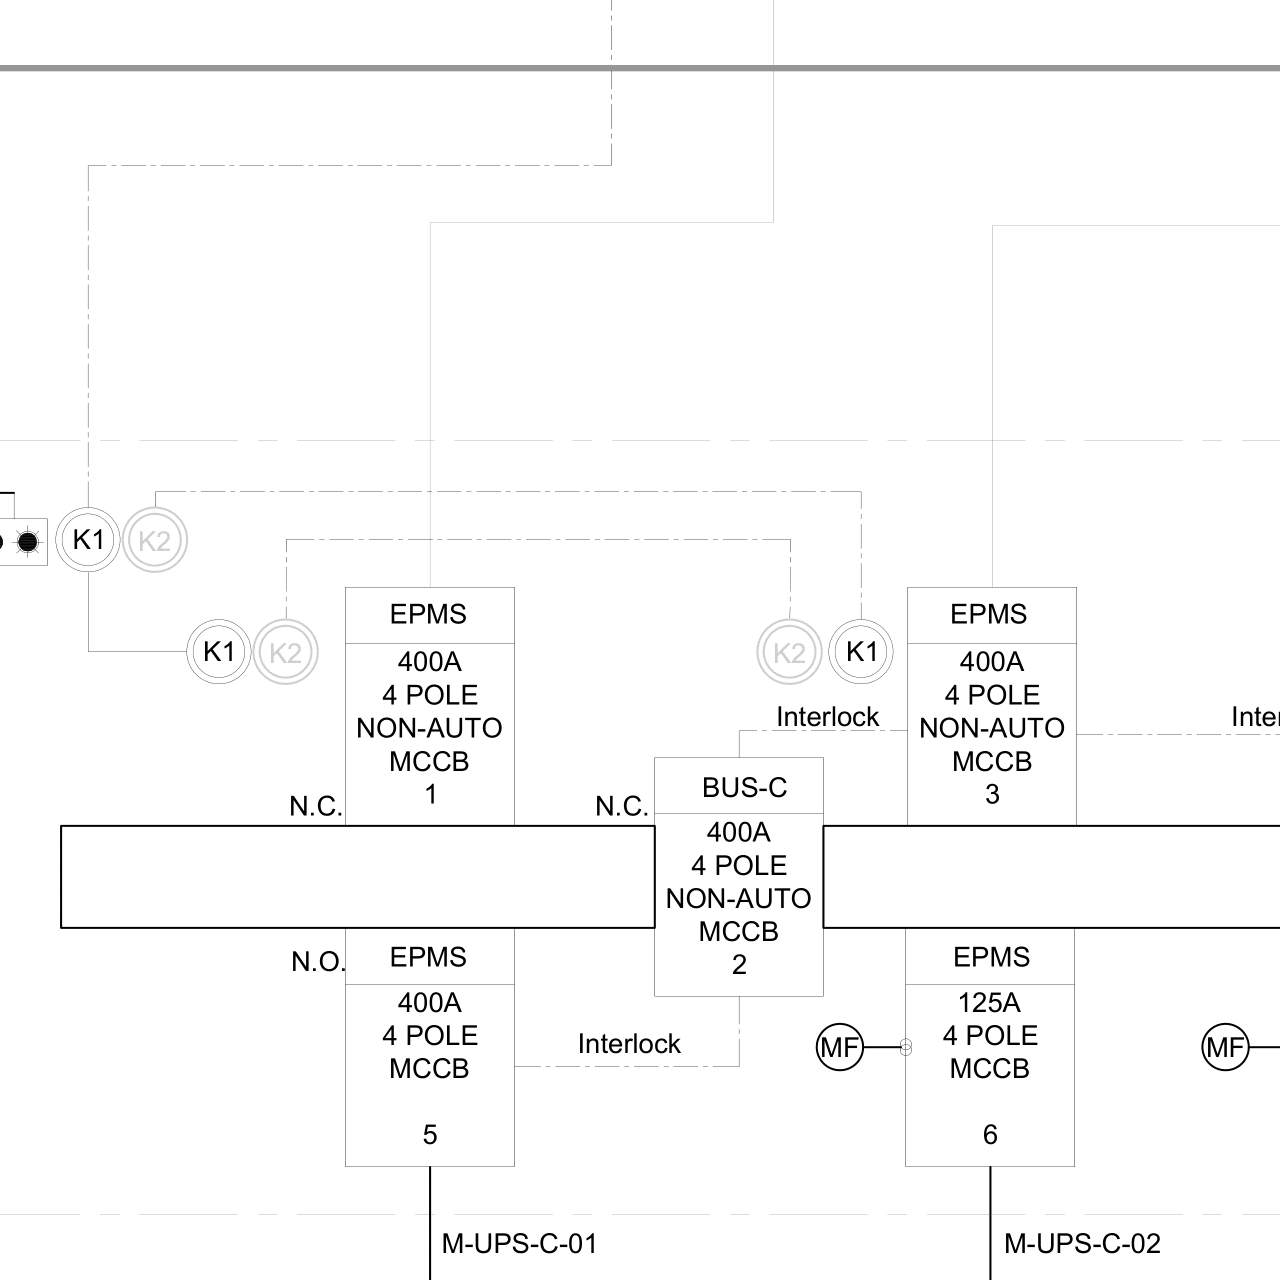 K1
K2
K1
K2
EPMS
400A
4 POLE
NON-AUTO
MCCB
1
N.C.
K2
K1
EPMS
400A
4 POLE
NON-AUTO
MCCB
3
Interlock
N.C.
BUS-C
400A
4 POLE
NON-AUTO
MCCB
2
N.O.
EPMS
400A
4 POLE
MCCB
5
Interlock
MF
EPMS
125A
4 POLE
MCCB
6
MF
M-UPS-C-01
M-UPS-C-02